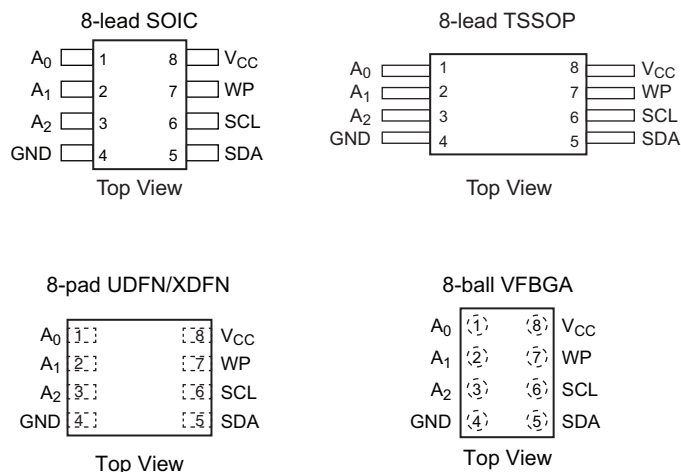 8-lead SOIC
A0 1 8 VCC
A1 2 7 WP
A2 3 6 SCL
GND 4 5 SDA
Top View
8-lead TSSOP
A0 1 8 VCC
A1 2 7 WP
A2 3 6 SCL
GND 4 5 SDA
Top View
8-pad UDFN/XDFN
A0 1 8 VCC
A1 2 7 WP
A2 3 6 SCL
GND 4 5 SDA
Top View
8-ball VFBGA
A0 1 8 VCC
A1 2 7 WP
A2 3 6 SCL
GND 4 5 SDA
Top View